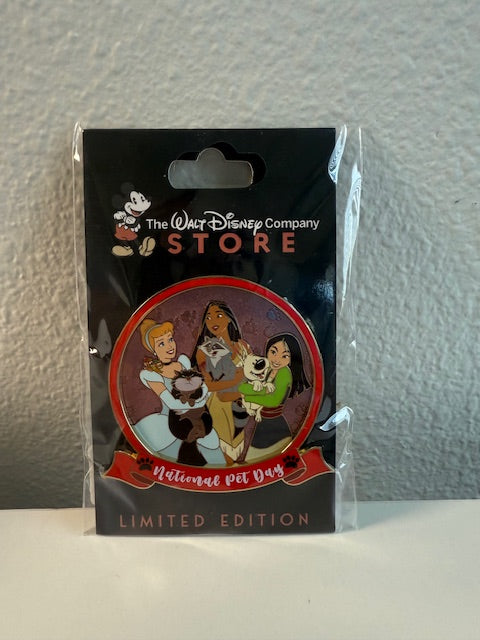 The Walt Disney Company
STORE
National Pet Day
LIMITED EDITION